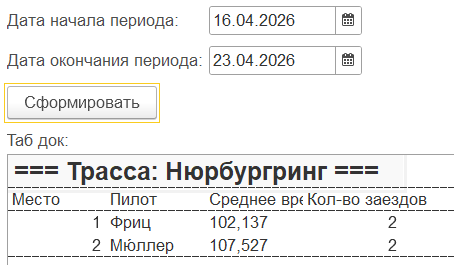 Дата начала периода: 16.04.2026
Дата окончания периода: 23.04.2026
Сформировать
Таб док:
=== Трасса: Нюрбургринг ===
Место Пилот Среднее вре Кол-во заездов
1 Фриц 102,137 2
2 Мюллер 107,527 2